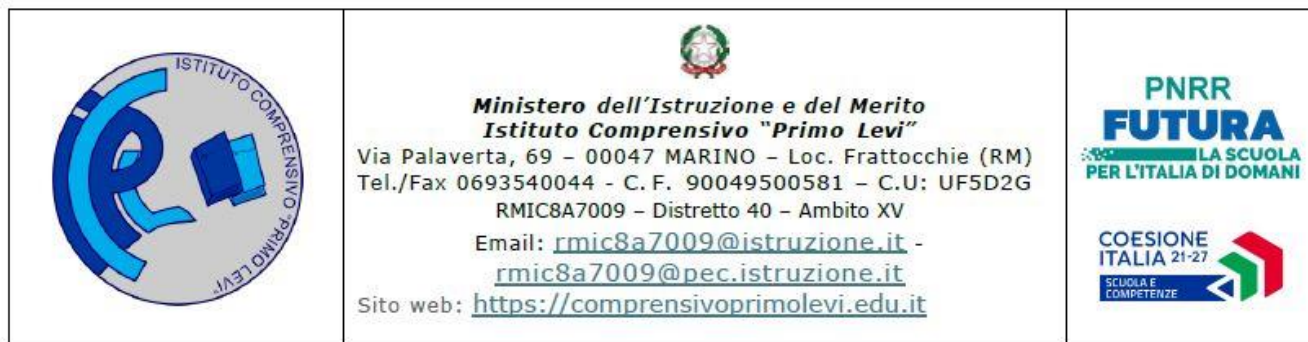 ISTITUTO COMPRENSIVO "PRIMO LEVI"
Ministero dell'Istruzione e del Merito
Istituto Comprensivo "Primo Levi"
Via Palaverta, 69 – 00047 MARINO – Loc. Frattocchie (RM)
Tel./Fax 0693540044 - C. F. 90049500581 – C.U: UF5D2G
RMIC8A7009 – Distretto 40 – Ambito XV
Email: rmic8a7009@istruzione.it -
rmic8a7009@pec.istruzione.it
Sito web: https://comprensivoprimolevi.edu.it
PNRR
FUTURA
LA SCUOLA
PER L'ITALIA DI DOMANI
COESIONE
ITALIA 21-27
SCUOLA E
COMPETENZE